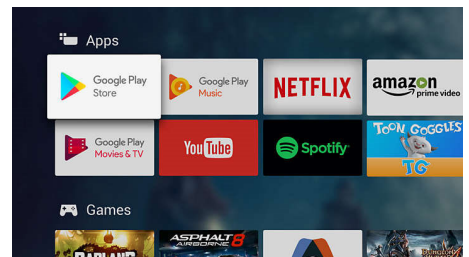 Apps
Google Play
Store
Google Play
Music
NETFLIX
amazon
prime video
Google Play
Movies & TV
YouTube
Spotify
TOON GOGGLES
TG
Games
BADLAND
ASPHALT 8
AIRBORNE